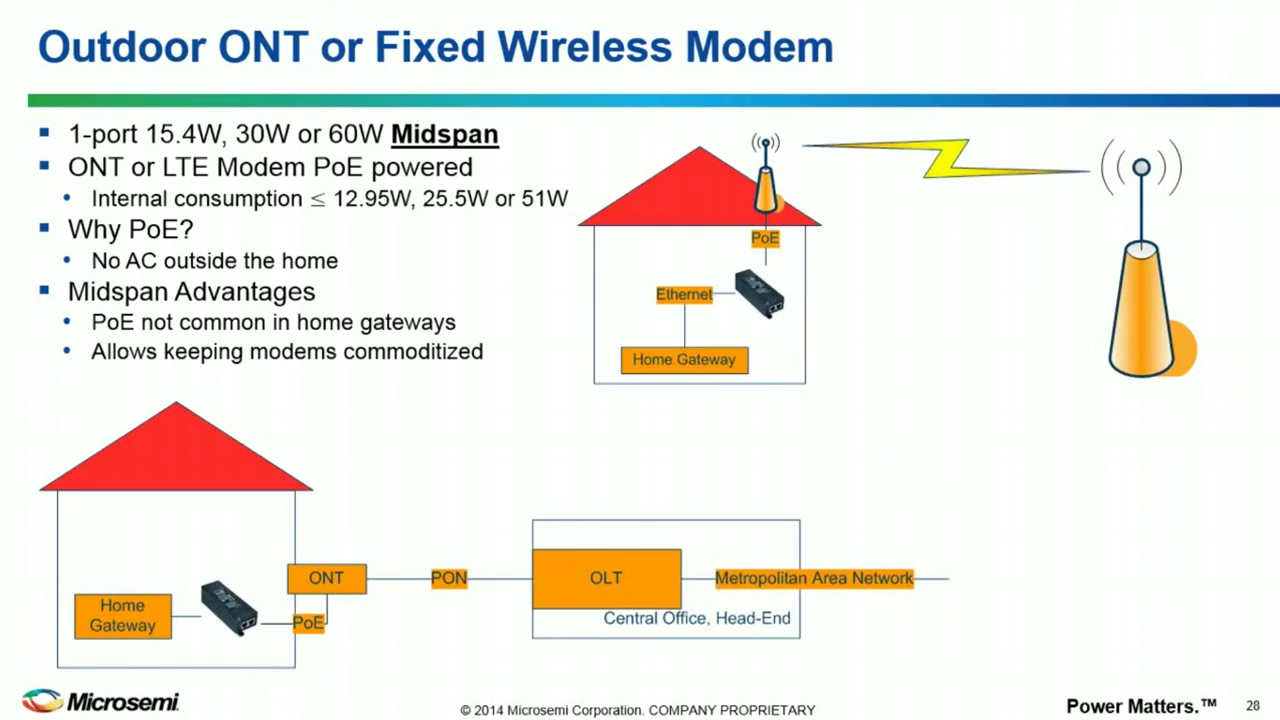 Outdoor ONT or Fixed Wireless Modem
1-port 15.4W, 30W or 60W Midspan
ONT or LTE Modem PoE powered
Internal consumption ≤ 12.95W, 25.5W or 51W
Why PoE?
No AC outside the home
Midspan Advantages
PoE not common in home gateways
Allows keeping modems commoditized
PoE
Ethernet
Home Gateway
ONT
PON
OLT
Metropolitan Area Network
Home
Gateway
PoE
Central Office, Head-End
Microsemi.
© 2014 Microsemi Corporation. COMPANY PROPRIETARY
Power Matters.™
28